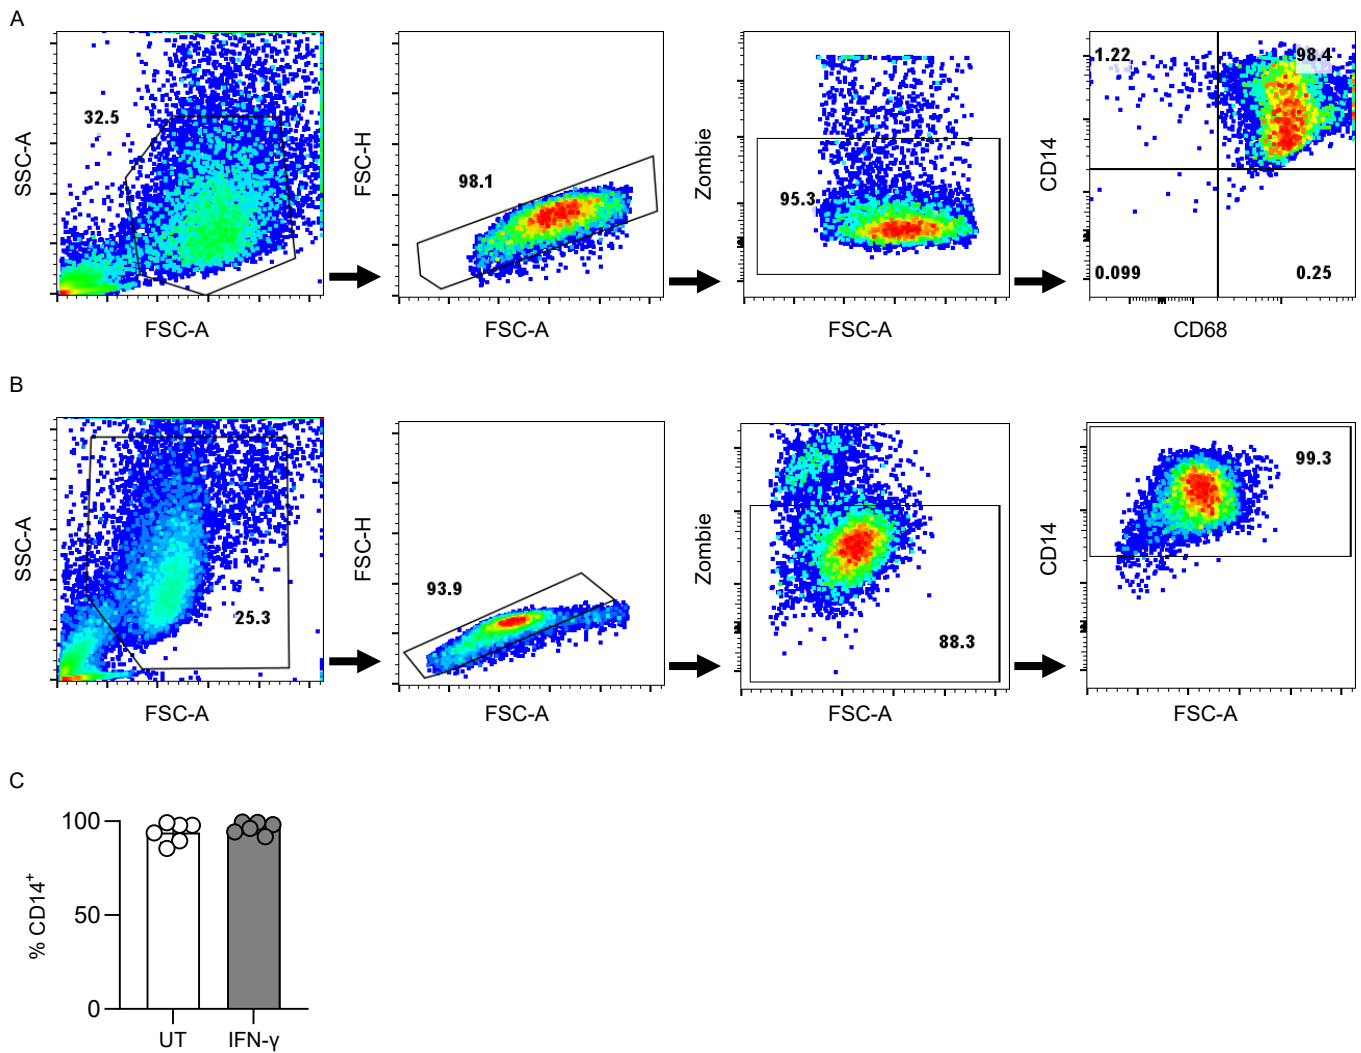 A
32.5
SSC-A
FSC-A
98.1
FSC-H
FSC-A
95.3
Zombie
FSC-A
1.22
98.4
0.099
0.25
CD14
CD68
B
25.3
SSC-A
FSC-A
93.9
FSC-H
FSC-A
88.3
Zombie
FSC-A
99.3
CD14
FSC-A
C
100
50
0
% CD14⁺
UT
IFN-γ